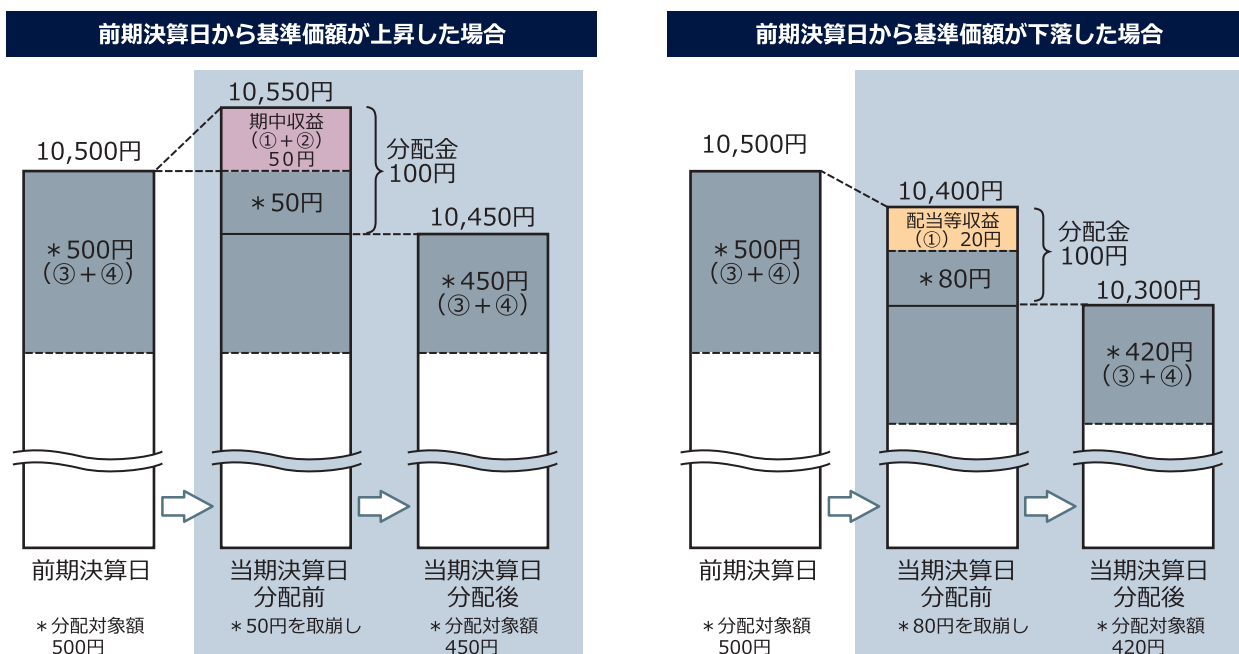 前期決算日から基準価額が上昇した場合
10,500円
＊500円
（③＋④）
10,550円
期中収益
（①＋②）
50円
＊50円
分配金
100円
10,450円
＊450円
（③＋④）
前期決算日
＊分配対象額
500円
当期決算日
分配前
＊50円を取崩し
当期決算日
分配後
＊分配対象額
450円
前期決算日から基準価額が下落した場合
10,500円
＊500円
（③＋④）
10,400円
配当等収益
（①）20円
＊80円
分配金
100円
10,300円
＊420円
（③＋④）
前期決算日
＊分配対象額
500円
当期決算日
分配前
＊80円を取崩し
当期決算日
分配後
＊分配対象額
420円